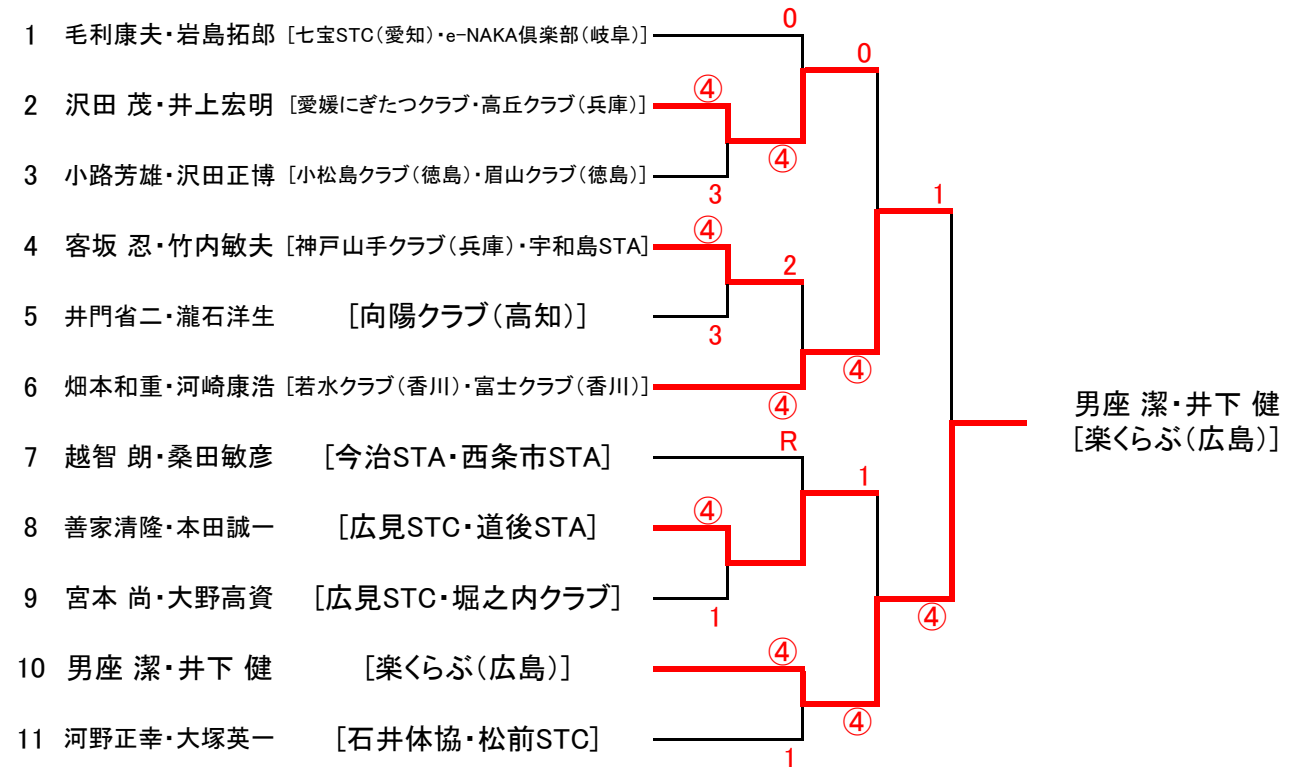 0
1 毛利康夫・岩島拓郎 [七宝STC(愛知)・e-NAKA倶楽部(岐阜)]
0
④
2 沢田 茂・井上宏明 [愛媛にぎたつクラブ・高丘クラブ(兵庫)]
④
3 小路芳雄・沢田正博 [小松島クラブ(徳島)・眉山クラブ(徳島)]
3
1
④
4 客坂 忍・竹内敏夫 [神戸山手クラブ(兵庫)・宇和島STA]
2
5 井門省二・瀧石洋生 [向陽クラブ(高知)]
3
④
6 畑本和重・河崎康浩 [若水クラブ(香川)・富士クラブ(香川)]
④
男座 潔・井下 健
[楽くらぶ(広島)]
R
7 越智 朗・桑田敏彦 [今治STA・西条市STA]
1
④
8 善家清隆・本田誠一 [広見STC・道後STA]
9 宮本 尚・大野高資 [広見STC・堀之内クラブ]
1
④
④
10 男座 潔・井下 健 [楽くらぶ(広島)]
④
11 河野正幸・大塚英一 [石井体協・松前STC]
1